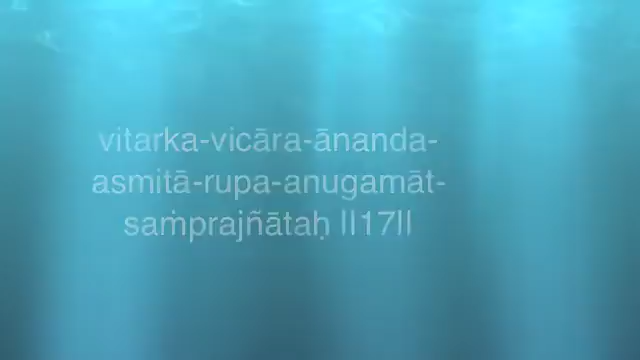 vitarka-vicāra-ānanda-
asmitā-rupa-anugamāt-
saṁprajñātaḥ ll17ll